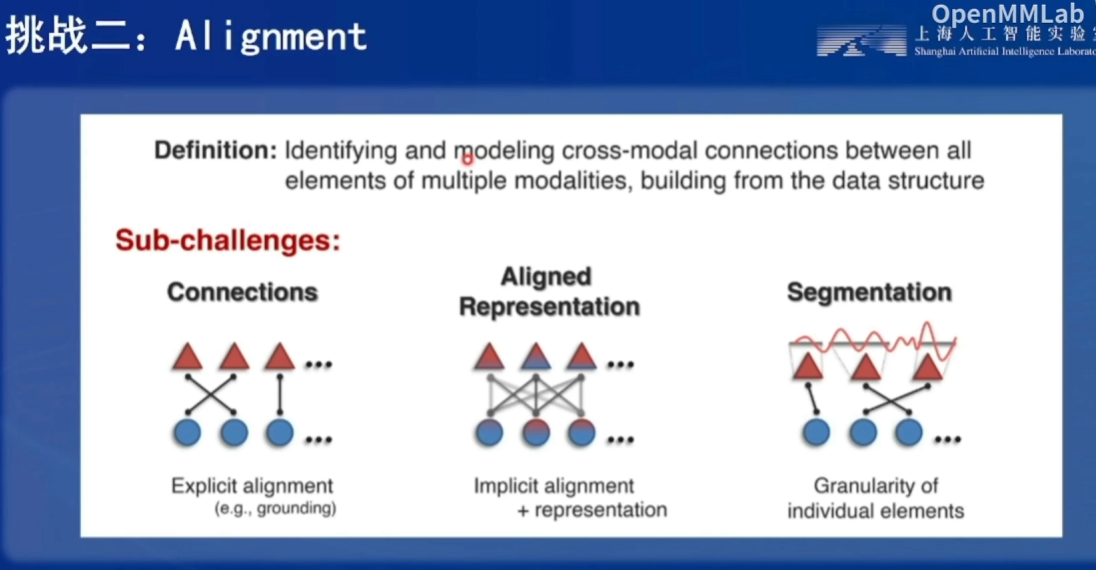 挑战二：Alignment
OpenMMLab
上海人工智能实验
Shanghai Artificial Intelligence
Definition: Identifying and modeling cross-modal connections between all
elements of multiple modalities, building from the data structure
Sub-challenges:
Connections
Aligned
Representation
Segmentation
Explicit alignment
(e.g., grounding)
Implicit alignment
+ representation
Granularity of
individual elements